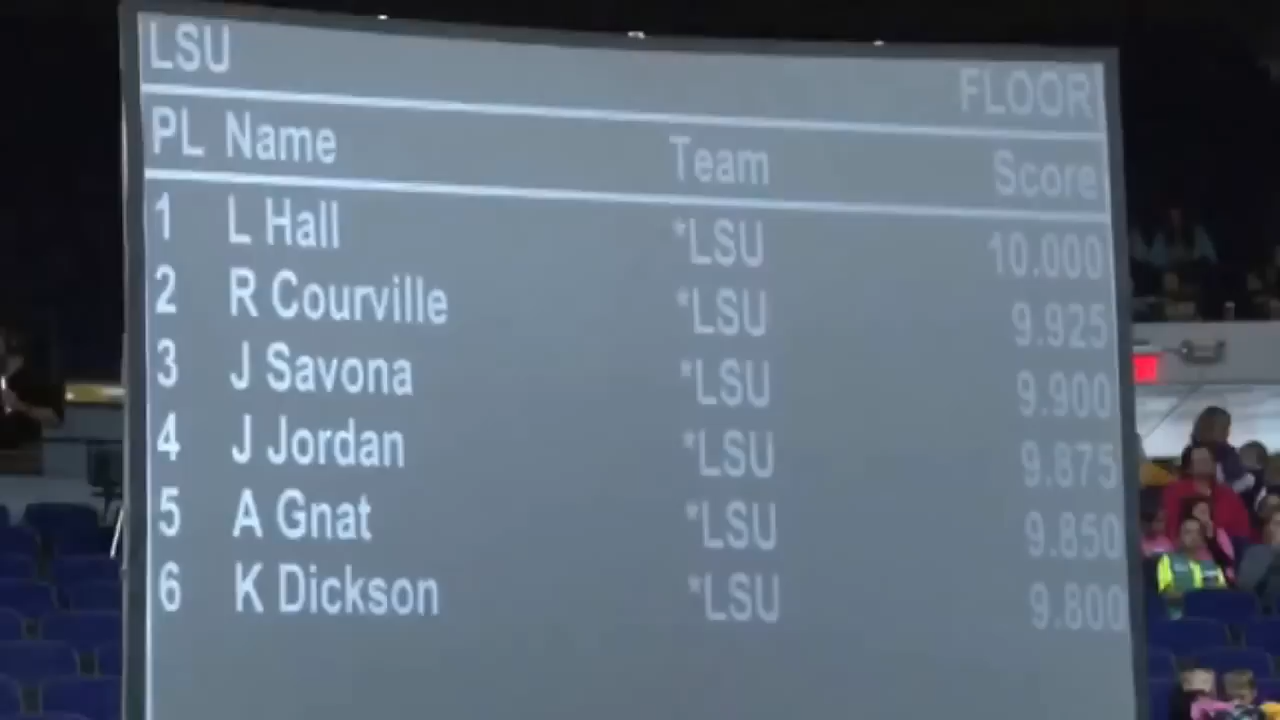 LSU FLOOR
PL Name Team Score
1 L Hall *LSU 10.000
2 R Courville *LSU 9.925
3 J Savona *LSU 9.900
4 J Jordan *LSU 9.875
5 A Gnat *LSU 9.850
6 K Dickson *LSU 9.800